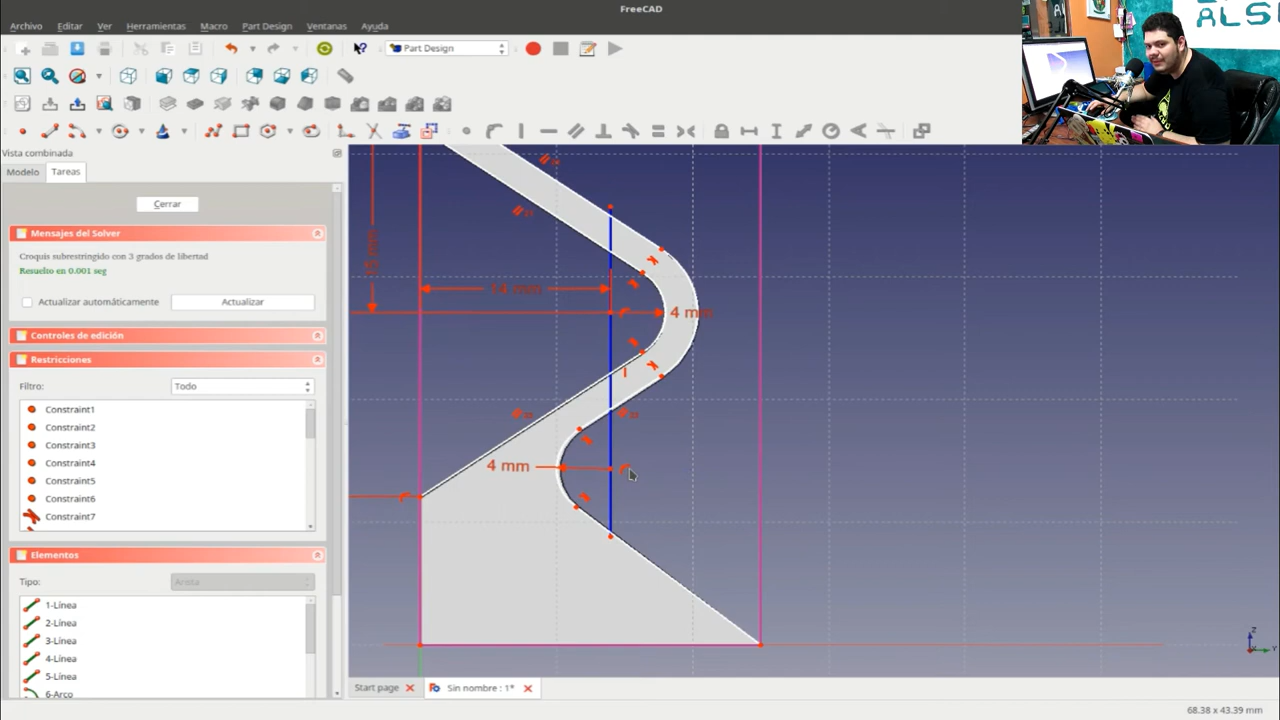 FreeCAD
Archivo Editar Ver Herramientas Macro Part Design Ventanas Ayuda
ALS
Part Design
Vista combinada
Modelo Tareas
Cerrar
Mensajes del Solver
Croquis subrestringido con 3 grados de libertad
Resuelto en 0.001 seg
Actualizar automáticamente Actualizar
Controles de edición
Restricciones
Filtro: Todo
Constraint1
Constraint2
Constraint3
Constraint4
Constraint5
Constraint6
Constraint7
Elementos
Tipo: Arista
1-Línea
2-Línea
3-Línea
4-Línea
5-Línea
6-Arco
14 mm
4 mm
4 mm
Z
Y
Start page Sin nombre : 1*
68.38 x 43.39 mm